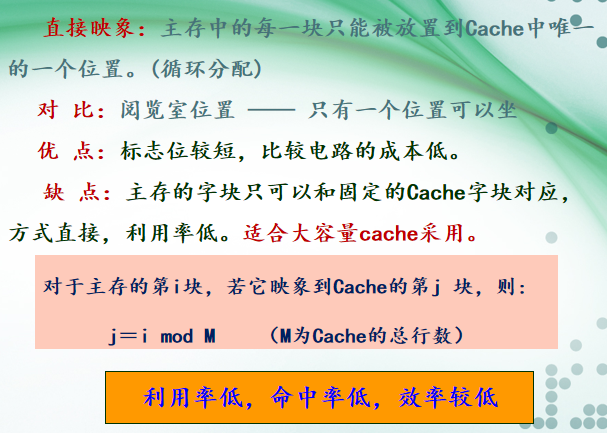 直接映象：主存中的每一块只能被放置到Cache中唯一
的一个位置。(循环分配)
对 比：阅览室位置 —— 只有一个位置可以坐
优 点：标志位较短，比较电路的成本低。
缺 点：主存的字块只可以和固定的Cache字块对应，
方式直接，利用率低。适合大容量cache采用。
对于主存的第i块，若它映象到Cache的第j 块，则：
j＝i mod M （M为Cache的总行数）
利用率低，命中率低，效率较低